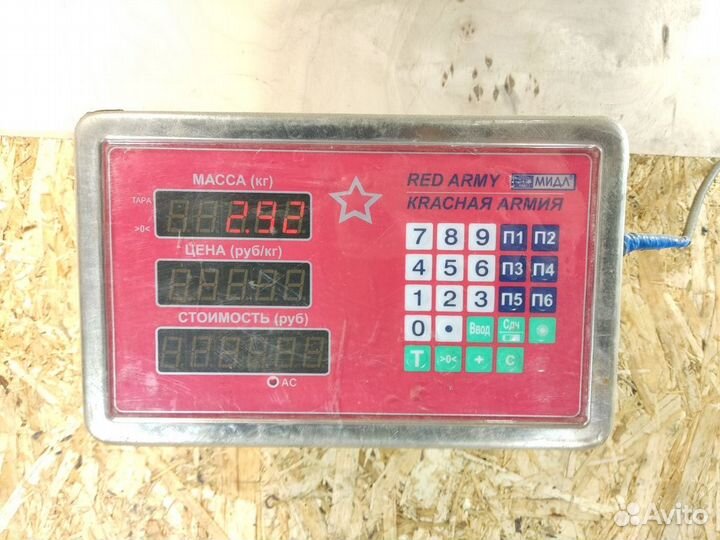 МАССА (кг)
ТАРА
>0<
2.92
ЦЕНА (руб/кг)
СТОИМОСТЬ (руб)
AC
RED ARMY МИДЛ
КRАСНАЯ АRМИЯ
7 8 9 П1 П2
4 5 6 П3 П4
1 2 3 П5 П6
0 • Ввод Сдч
T >0< + C
Avito